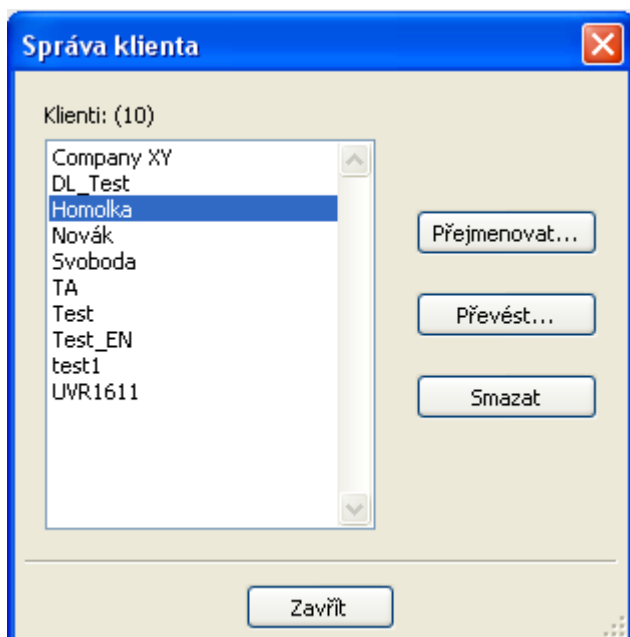 Správa klienta
Klienti: (10)
Company XY
DL_Test
Homolka
Novák
Svoboda
TA
Test
Test_EN
test1
UVR1611
Přejmenovat...
Převést...
Smazat
Zavřít